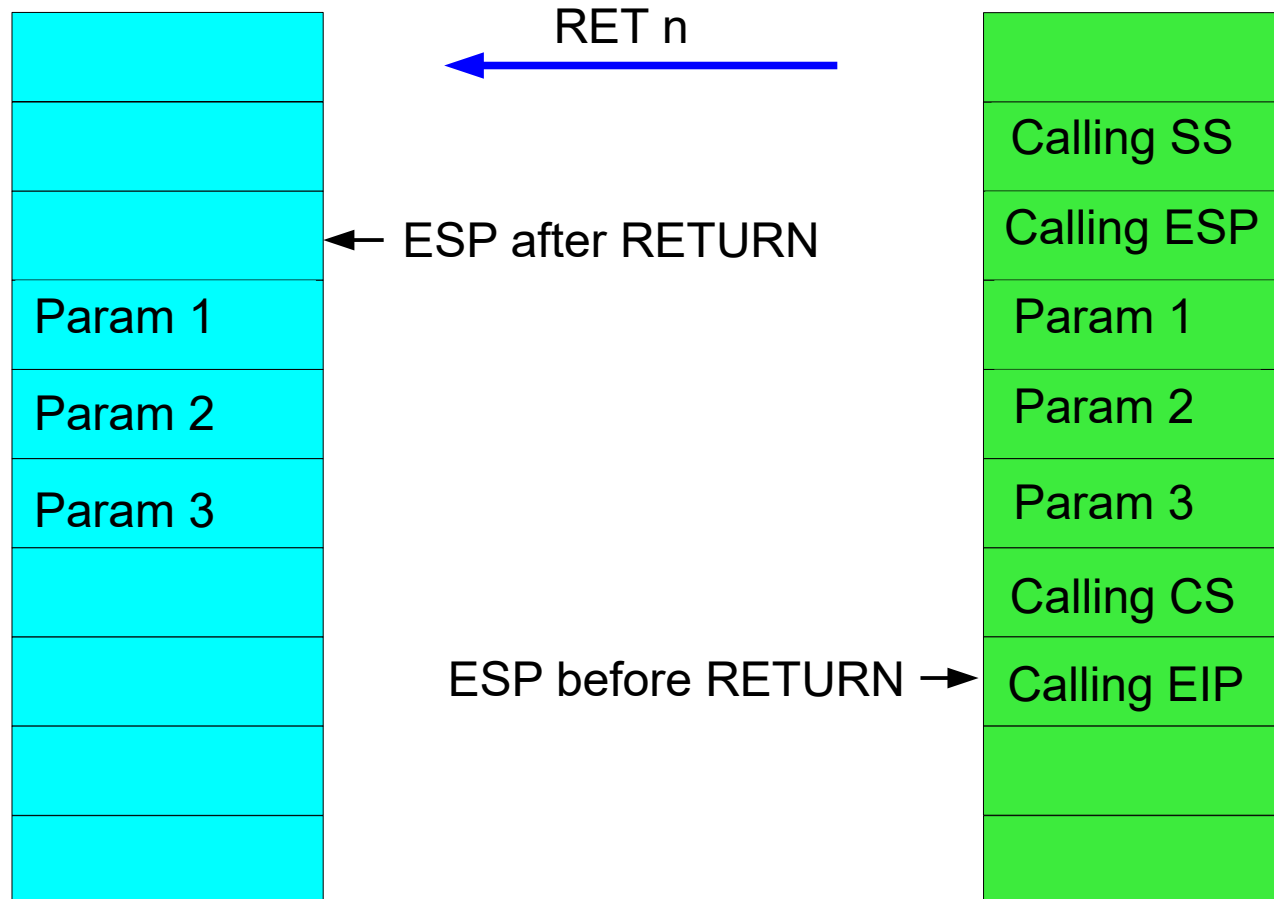 RET n
Calling SS
Calling ESP
ESP after RETURN
Param 1
Param 1
Param 2
Param 2
Param 3
Param 3
Calling CS
ESP before RETURN
Calling EIP